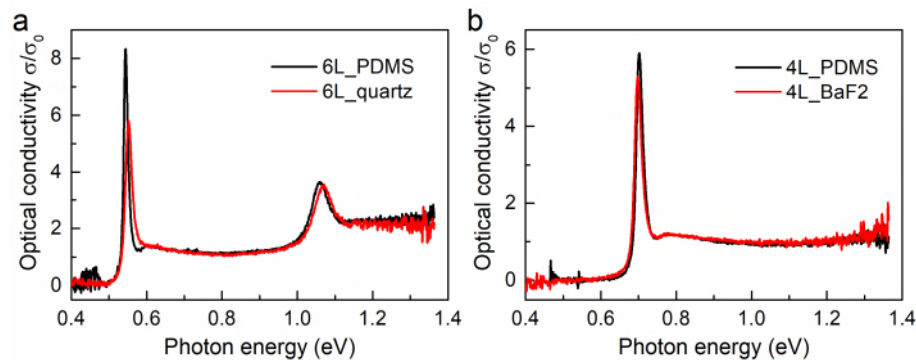 a
6L_PDMS
6L_quartz
Optical conductivity σ/σ₀
8
6
4
2
0
0.4 0.6 0.8 1.0 1.2 1.4
Photon energy (eV)
b
4L_PDMS
4L_BaF2
Optical conductivity σ/σ₀
6
4
2
0
0.4 0.6 0.8 1.0 1.2 1.4
Photon energy (eV)